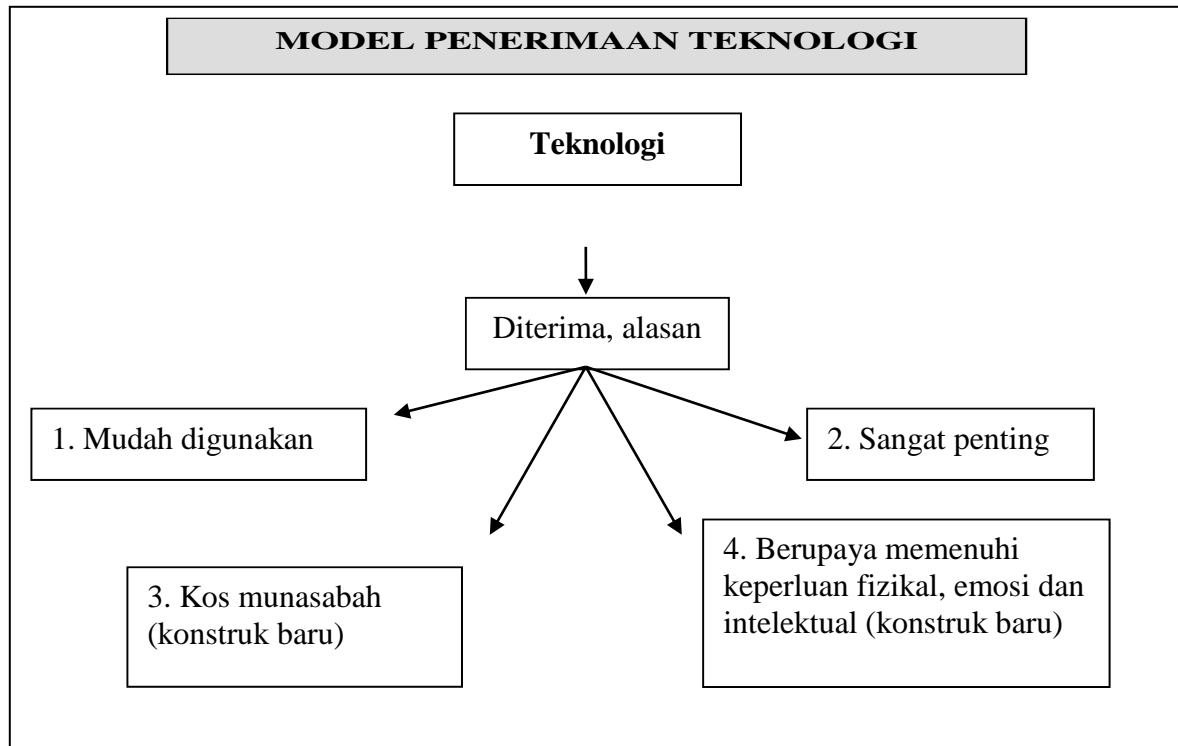 MODEL PENERIMAAN TEKNOLOGI
Teknologi
Diterima, alasan
1. Mudah digunakan
2. Sangat penting
3. Kos munasabah
(konstruk baru)
4. Berupaya memenuhi
keperluan fizikal, emosi dan
intelektual (konstruk baru)